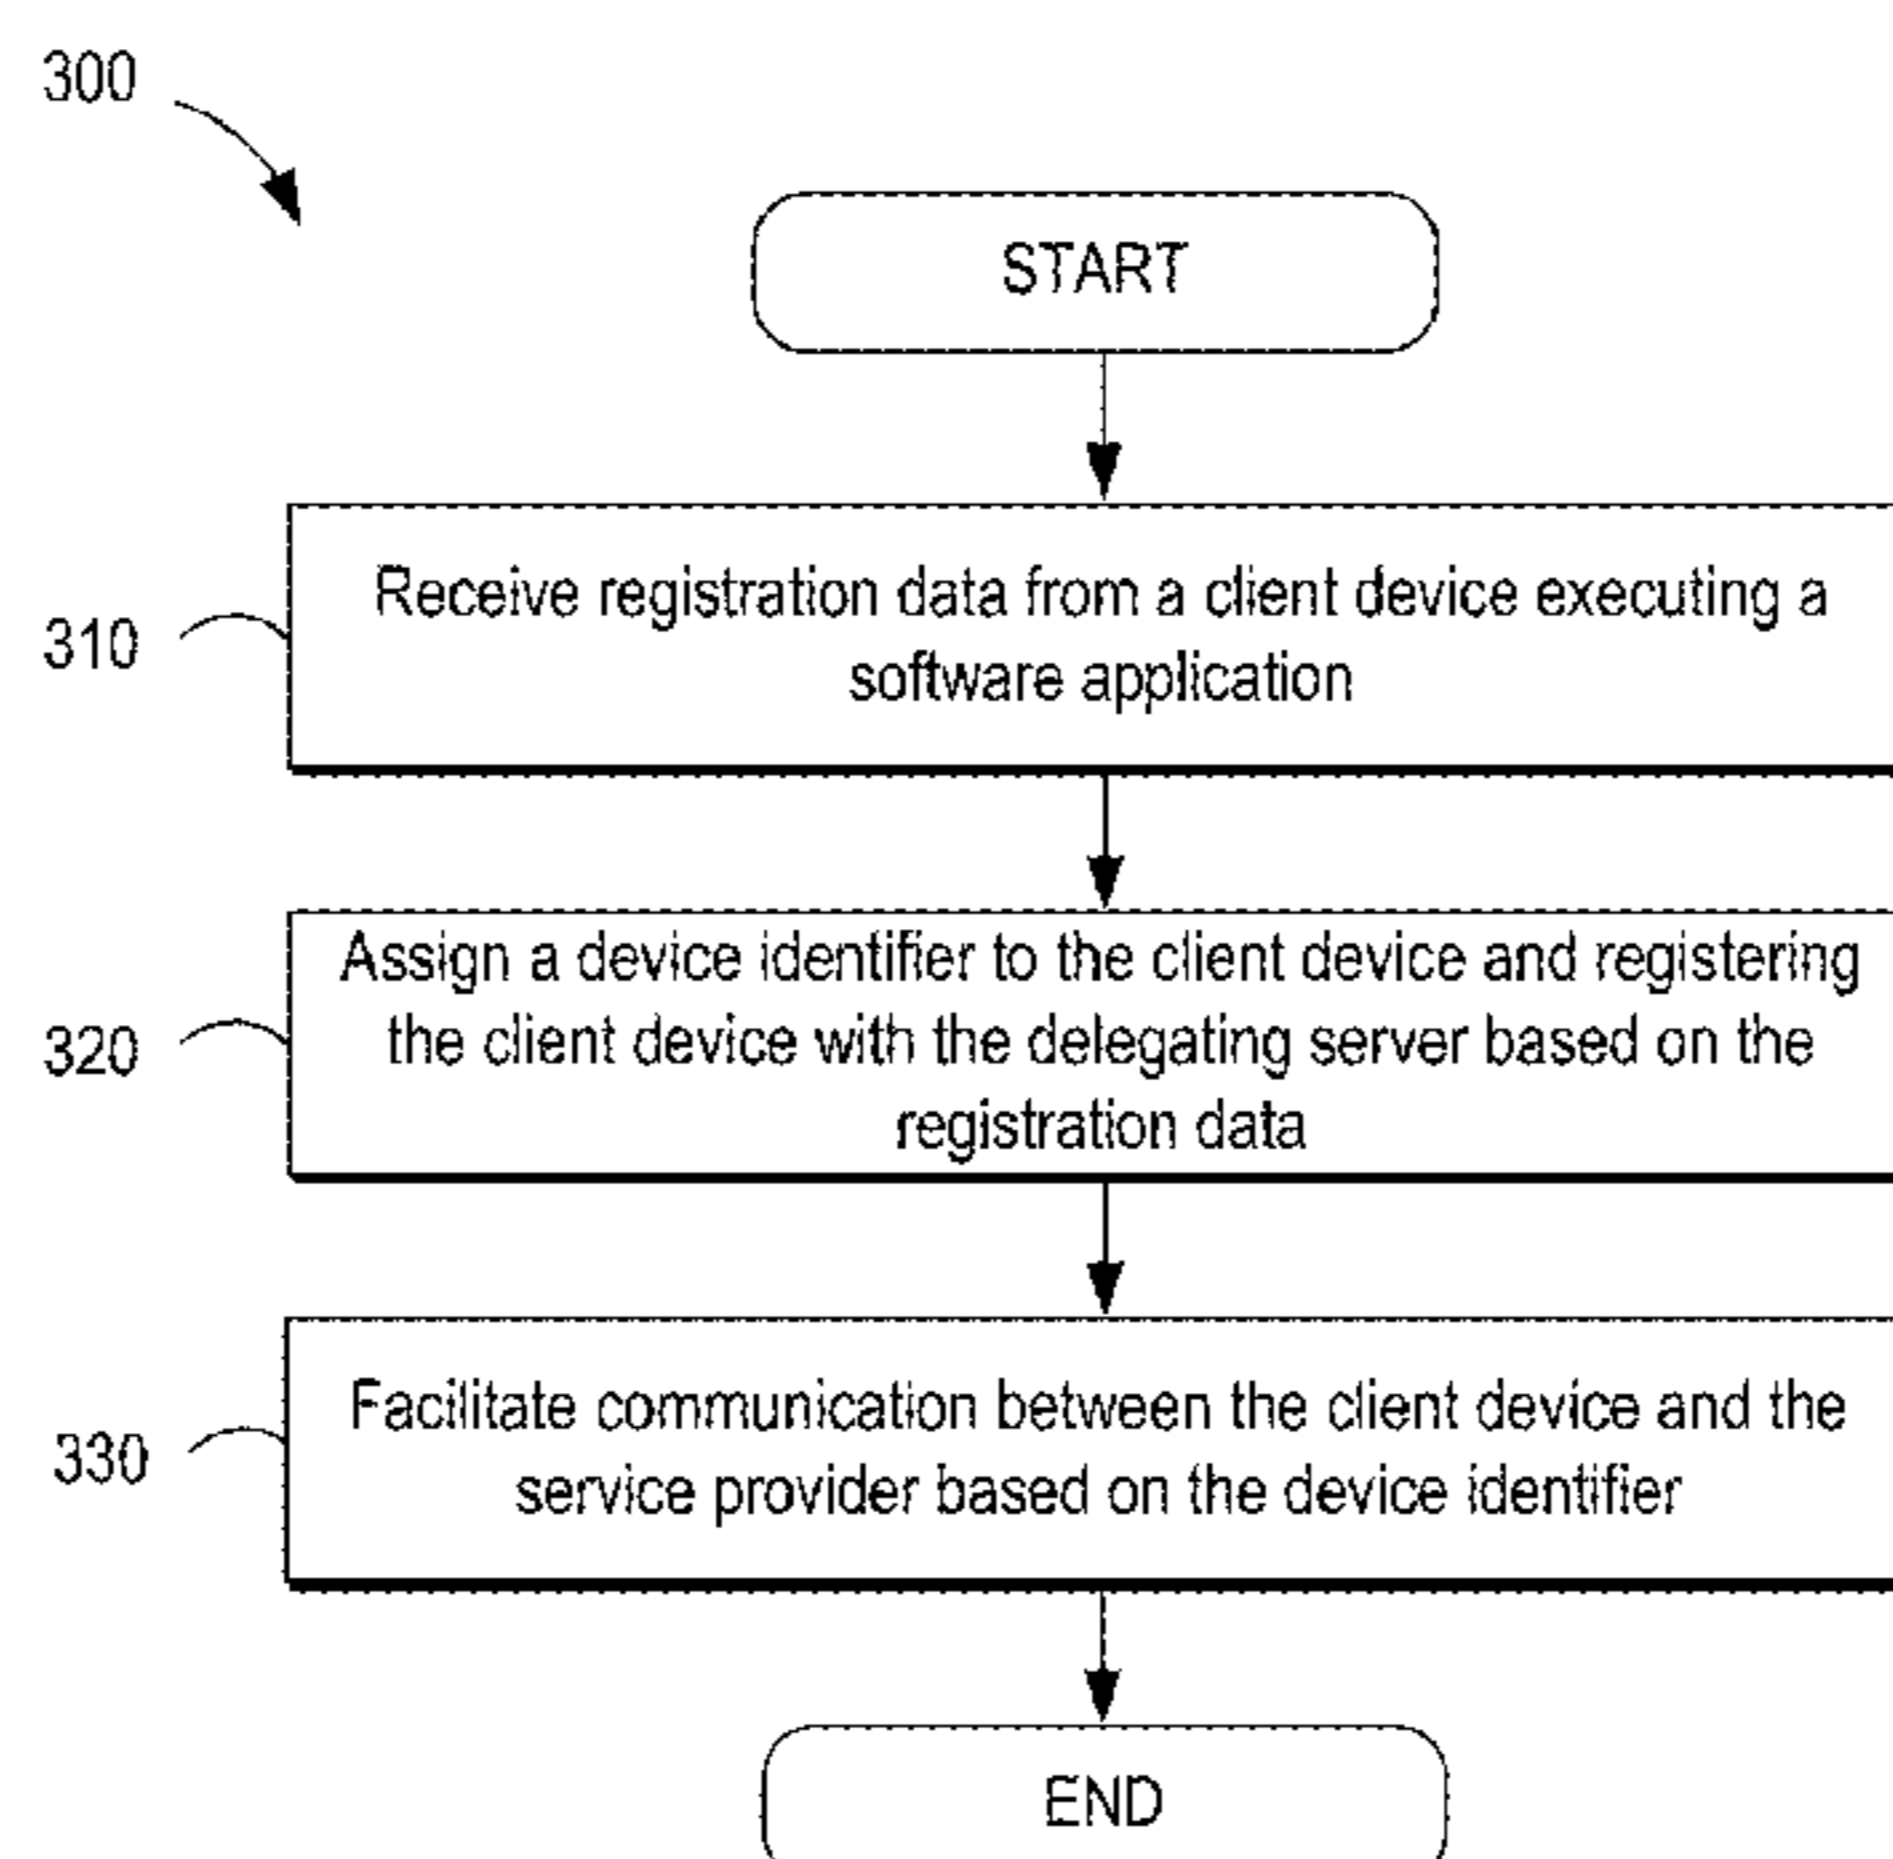 300
START
310
Receive registration data from a client device executing a
software application
320
Assign a device identifier to the client device and registering
the client device with the delegating server based on the
registration data
330
Facilitate communication between the client device and the
service provider based on the device identifier
END